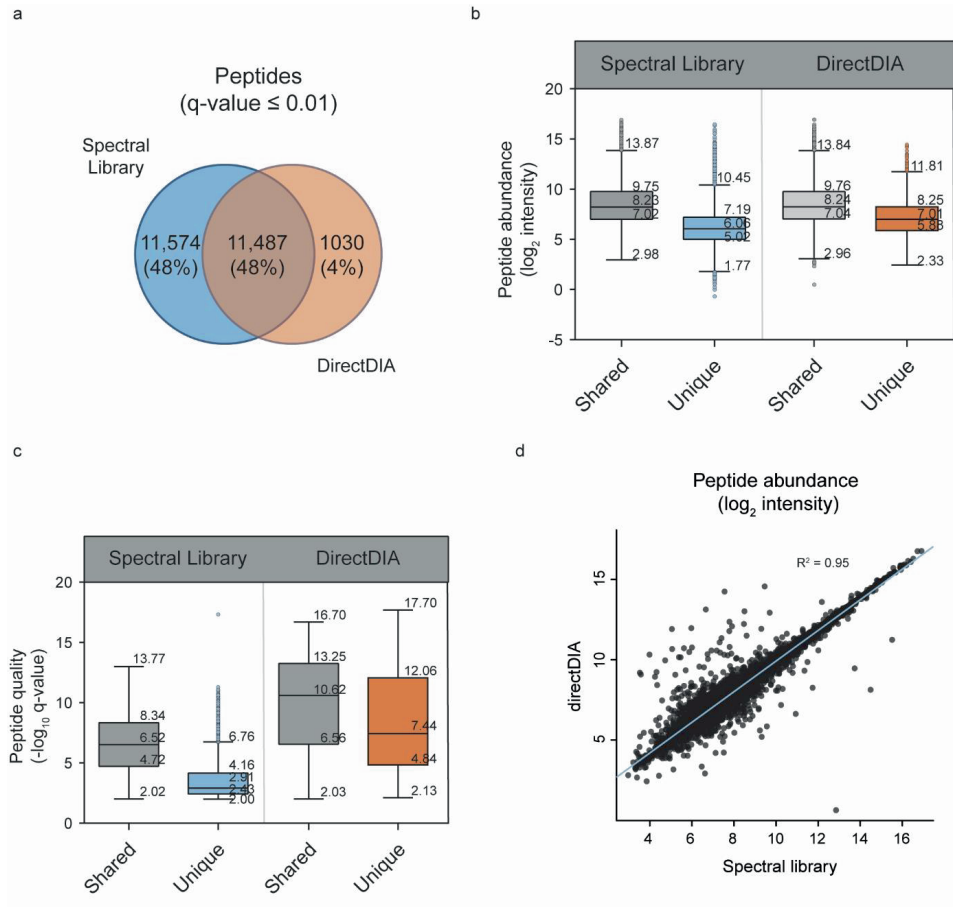 a
Peptides
(q-value ≤ 0.01)
Spectral
Library
11,574
(48%)
11,487
(48%)
1030
(4%)
DirectDIA
b
Spectral Library
DirectDIA
Peptide abundance
(log2 intensity)
20
15
10
5
0
-5
13.87
9.75
8.23
7.02
2.98
10.45
7.19
6.06
5.02
1.77
13.84
9.76
8.24
7.04
2.96
11.81
8.25
7.01
5.88
2.33
Shared
Unique
Shared
Unique
c
Spectral Library
DirectDIA
Peptide quality
(-log10 q-value)
20
15
10
5
0
13.77
8.34
6.52
4.72
2.02
6.76
4.16
2.91
2.43
2.00
16.70
13.25
10.62
6.56
2.03
17.70
12.06
7.44
4.84
2.13
Shared
Unique
Shared
Unique
d
Peptide abundance
(log2 intensity)
R² = 0.95
directDIA
15
10
5
4 6 8 10 12 14 16
Spectral library